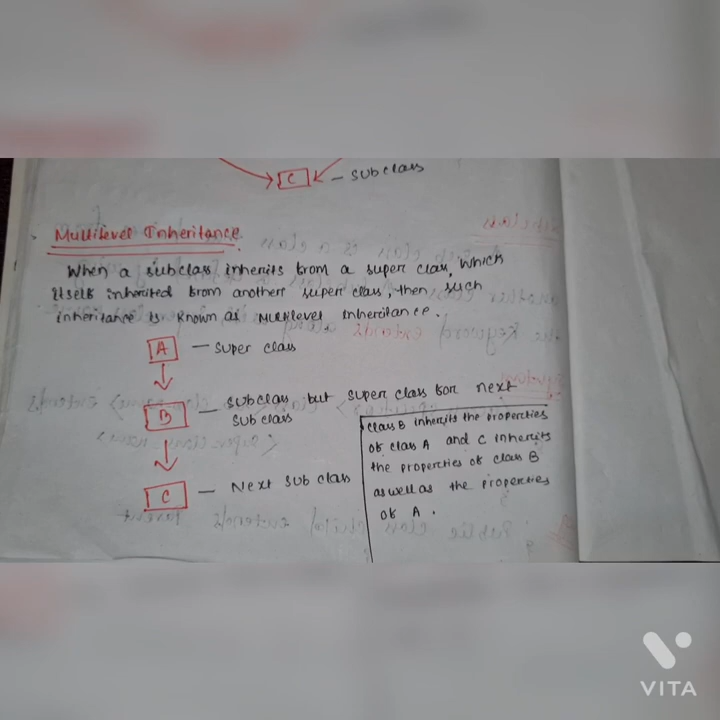 C - subclass
Multilevel Inheritance
When a subclass inherits from a super class, which
itself inherited from another super class, then, such
inheritance is known as Multilevel inheritance.
A - super class
B - subclass but super class for next
subclass
C - Next sub class
class B inherits the properties
of class A and C inherits
the properties of class B
as well as the properties
of A.
VITA